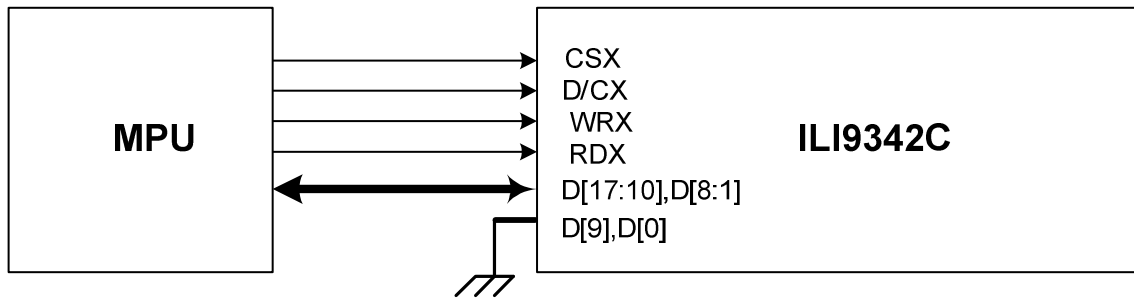 MPU
CSX
D/CX
WRX
RDX
D[17:10],D[8:1]
D[9],D[0]
ILI9342C